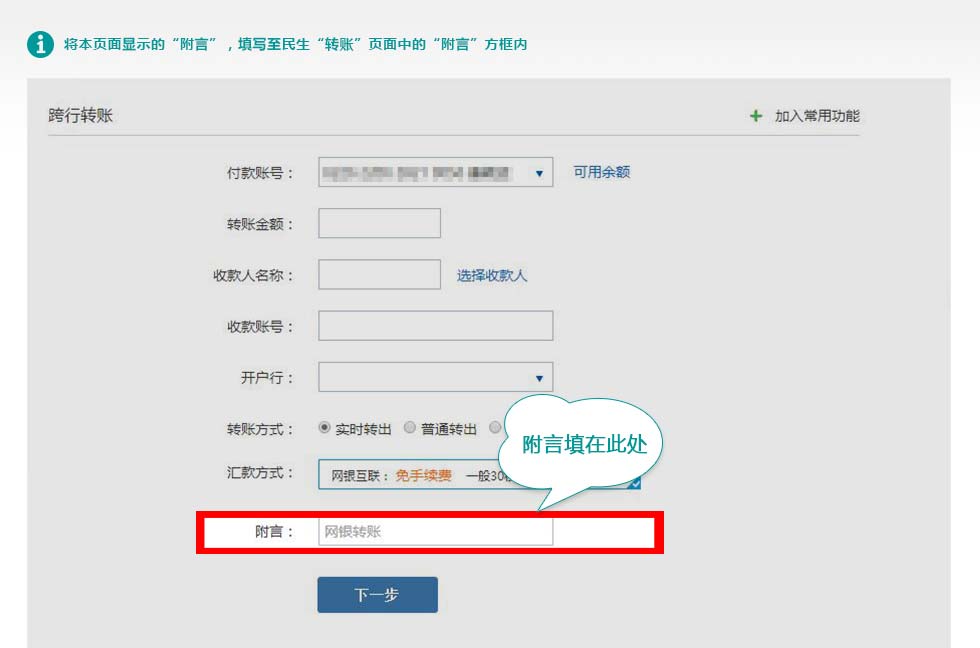 将本页面显示的“附言”，填写至民生“转账”页面中的“附言”方框内
跨行转账
加入常用功能
付款账号：
可用余额
转账金额：
收款人名称：
选择收款人
收款账号：
开户行：
转账方式：
实时转出
普通转出
附言填在此处
汇款方式：
网银互联：免手续费 一般30
附言：
网银转账
下一步